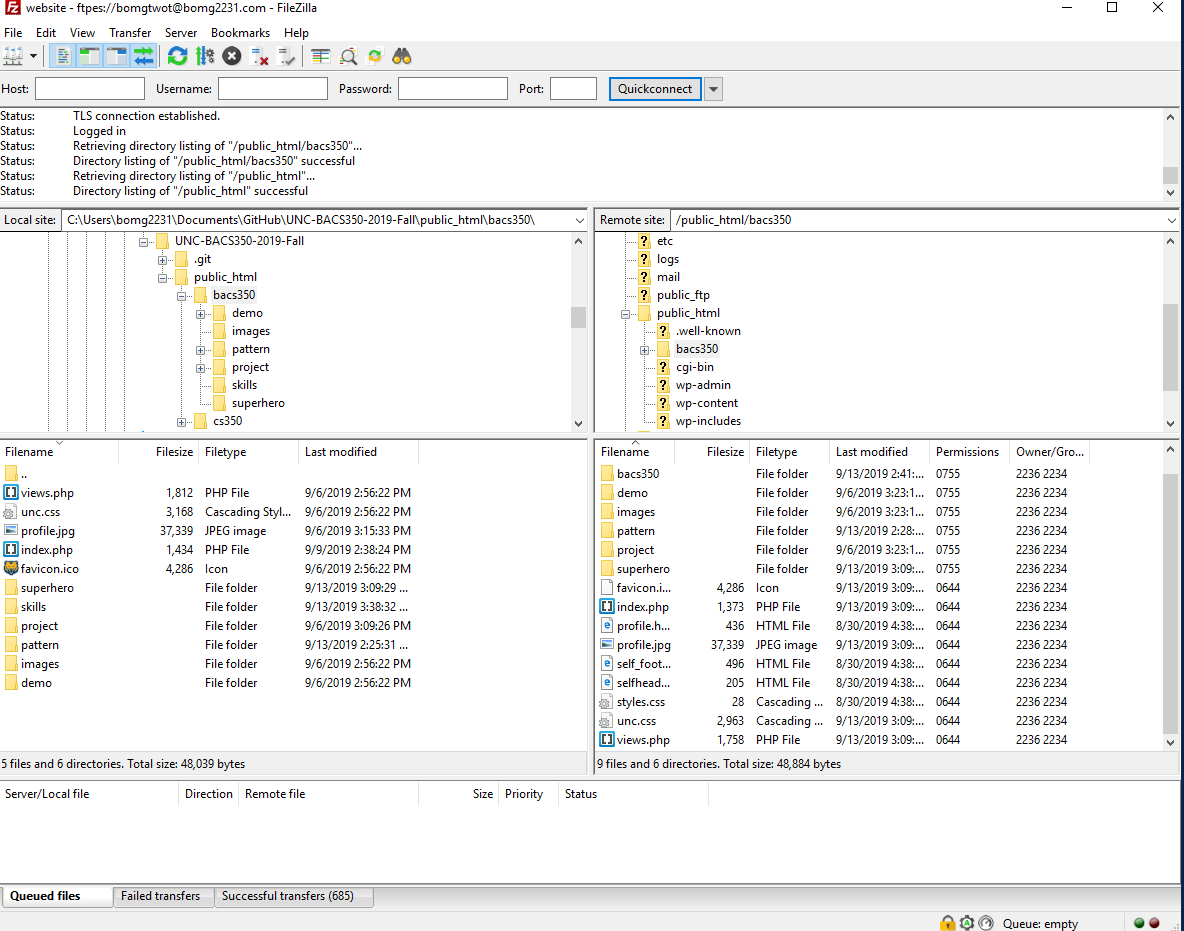 website - ftpes://bomgtwot@bomg2231.com - FileZilla
File Edit View Transfer Server Bookmarks Help
Host: Username: Password: Port: Quickconnect
Status: TLS connection established.
Status: Logged in
Status: Retrieving directory listing of "/public_html/bacs350"...
Status: Directory listing of "/public_html/bacs350" successful
Status: Retrieving directory listing of "/public_html"...
Status: Directory listing of "/public_html" successful
Local site: C:\Users\bomg2231\Documents\GitHub\UNC-BACS350-2019-Fall\public_html\bacs350\
UNC-BACS350-2019-Fall
.git
public_html
bacs350
demo
images
pattern
project
skills
superhero
cs350
Remote site: /public_html/bacs350
etc
logs
mail
public_ftp
public_html
.well-known
bacs350
cgi-bin
wp-admin
wp-content
wp-includes
Filename Filesize Filetype Last modified
..
views.php 1,812 PHP File 9/6/2019 2:56:22 PM
unc.css 3,168 Cascading Styl... 9/6/2019 2:56:22 PM
profile.jpg 37,339 JPEG image 9/6/2019 3:15:33 PM
index.php 1,434 PHP File 9/9/2019 2:38:24 PM
favicon.ico 4,286 Icon 9/6/2019 2:56:22 PM
superhero File folder 9/13/2019 3:09:29 ...
skills File folder 9/13/2019 3:38:32 ...
project File folder 9/6/2019 3:09:26 PM
pattern File folder 9/13/2019 2:25:31 ...
images File folder 9/6/2019 2:56:22 PM
demo File folder 9/6/2019 2:56:22 PM
5 files and 6 directories. Total size: 48,039 bytes
Filename Filesize Filetype Last modified Permissions Owner/Gro...
bacs350 File folder 9/13/2019 2:41:... 0755 2236 2234
demo File folder 9/6/2019 3:23:1... 0755 2236 2234
images File folder 9/6/2019 3:23:1... 0755 2236 2234
pattern File folder 9/13/2019 2:28:... 0755 2236 2234
project File folder 9/6/2019 3:23:1... 0755 2236 2234
superhero File folder 9/13/2019 3:09:... 0755 2236 2234
favicon.i... 4,286 Icon 9/13/2019 3:09:... 0644 2236 2234
index.php 1,373 PHP File 9/13/2019 3:09:... 0644 2236 2234
profile.h... 436 HTML File 8/30/2019 4:38:... 0644 2236 2234
profile.jpg 37,339 JPEG image 9/13/2019 3:09:... 0644 2236 2234
self_foot... 496 HTML File 8/30/2019 4:38:... 0644 2236 2234
selfhead... 205 HTML File 8/30/2019 4:38:... 0644 2236 2234
styles.css 28 Cascading ... 8/30/2019 4:38:... 0644 2236 2234
unc.css 2,963 Cascading ... 9/13/2019 3:09:... 0644 2236 2234
views.php 1,758 PHP File 9/13/2019 3:09:... 0644 2236 2234
9 files and 6 directories. Total size: 48,884 bytes
Server/Local file Direction Remote file Size Priority Status
Queued files Failed transfers Successful transfers (685)
Queue: empty